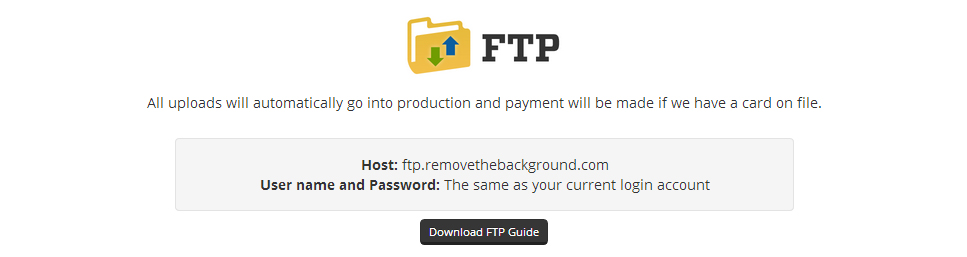 FTP
All uploads will automatically go into production and payment will be made if we have a card on file.
Host: ftp.removethebackground.com
User name and Password: The same as your current login account
Download FTP Guide